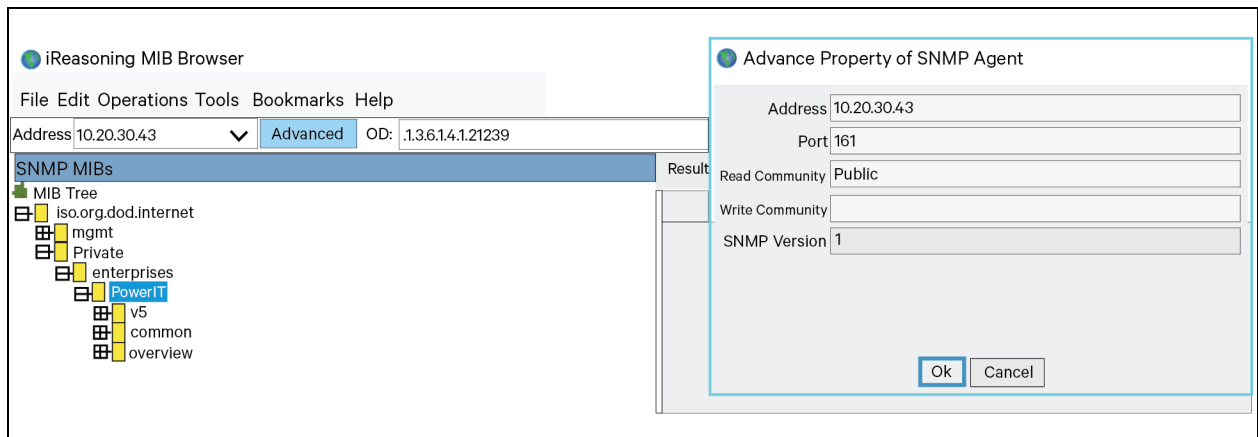 iReasoning MIB Browser
File Edit Operations Tools Bookmarks Help
Address 10.20.30.43 Advanced OD: .1.3.6.1.4.1.21239
SNMP MIBs
Result
MIB Tree
iso.org.dod.internet
mgmt
Private
enterprises
PowerIT
v5
common
overview
Advance Property of SNMP Agent
Address 10.20.30.43
Port 161
Read Community Public
Write Community
SNMP Version 1
Ok Cancel